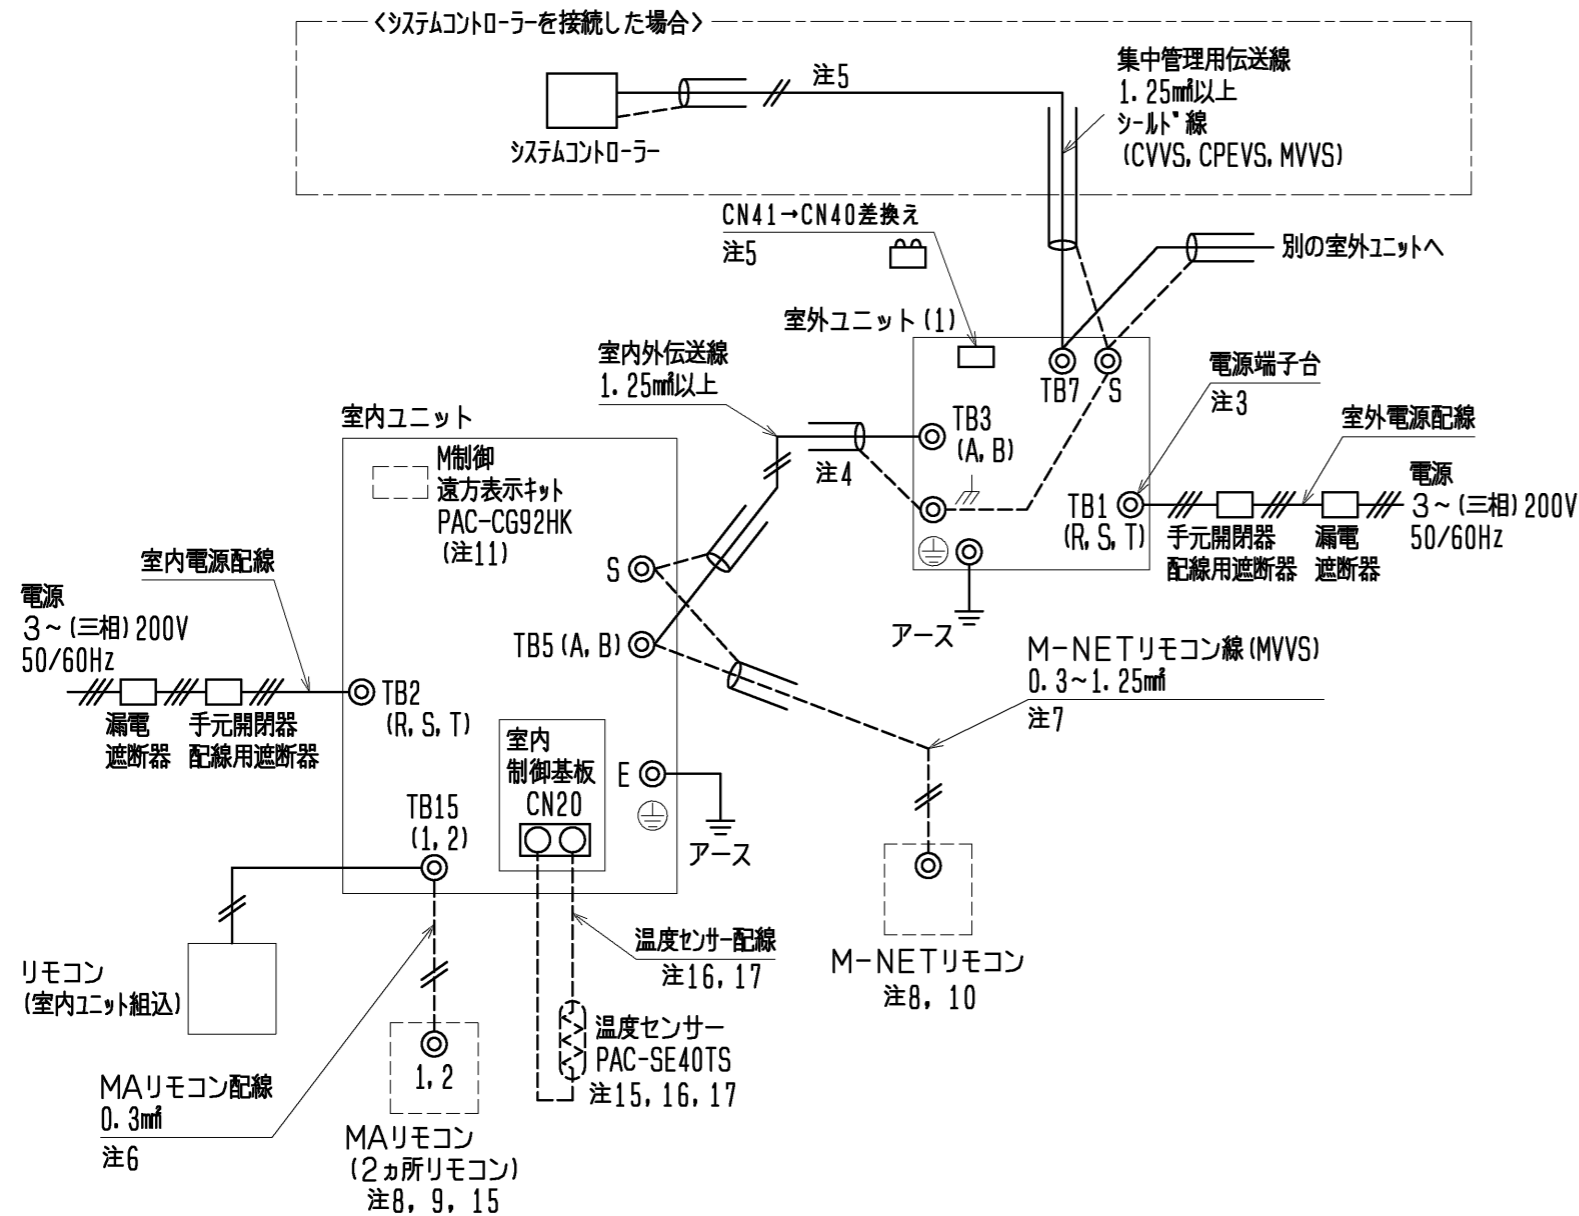 〈システムコントローラーを接続した場合〉
注5
集中管理用伝送線
1.25㎟以上
シールド線
(CVVS, CPEVS, MVVS)
システムコントローラー
CN41→CN40差換え
注5
別の室外ユニットへ
室外ユニット(1)
室内外伝送線
1.25㎟以上
TB7
S
電源端子台
注3
TB3
(A, B)
室外電源配線
室内ユニット
注4
M制御
遠方表示キット
PAC-CG92HK
(注11)
TB1
(R, S, T)
電源
3~(三相)200V
50/60Hz
手元開閉器
配線用遮断器
漏電
遮断器
室内電源配線
S
アース
電源
3~(三相)200V
50/60Hz
TB5(A, B)
M-NETリモコン線(MVVS)
0.3~1.25㎟
注7
TB2
(R, S, T)
漏電
遮断器
手元開閉器
配線用遮断器
室内
制御基板
CN20
E
TB15
(1, 2)
アース
リモコン
(室内ユニット組込)
温度センサー配線
注16, 17
M-NETリモコン
注8, 10
温度センサー
PAC-SE40TS
注15, 16, 17
1, 2
MAリモコン配線
0.3㎟
注6
MAリモコン
(2ヵ所リモコン)
注8, 9, 15